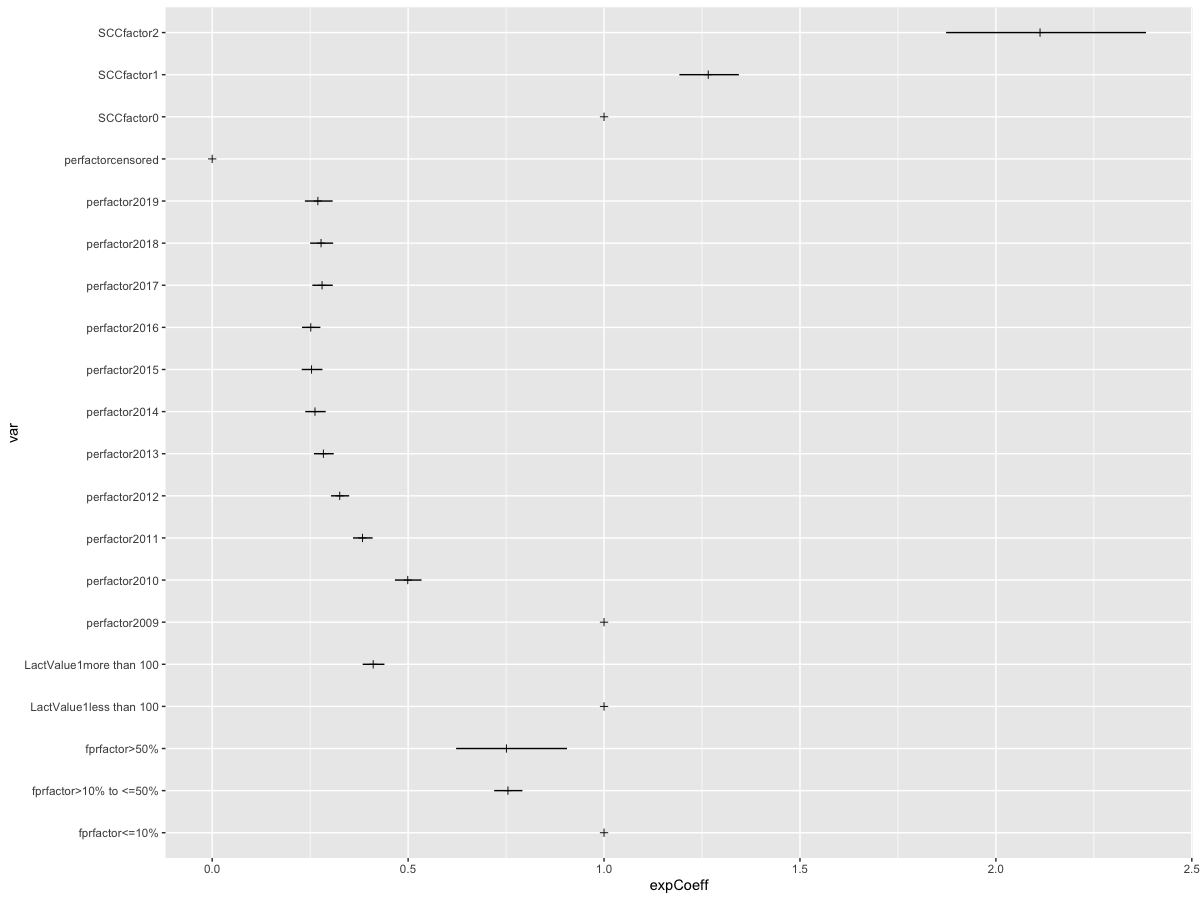 SCCfactor2
SCCfactor1
SCCfactor0
perfactorcensored
perfactor2019
perfactor2018
perfactor2017
perfactor2016
perfactor2015
perfactor2014
perfactor2013
perfactor2012
perfactor2011
perfactor2010
perfactor2009
LactValue1more than 100
LactValue1less than 100
fprfactor>50%
fprfactor>10% to <=50%
fprfactor<=10%
var
0.0 0.5 1.0 1.5 2.0 2.5
expCoeff